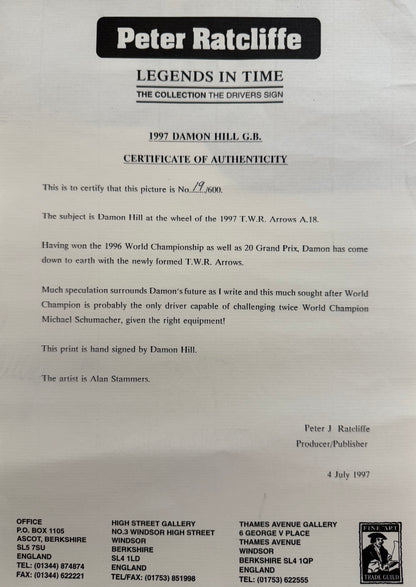 Peter Ratcliffe
LEGENDS IN TIME
THE COLLECTION THE DRIVERS SIGN
1997 DAMON HILL G.B.
CERTIFICATE OF AUTHENTICITY
This is to certify that this picture is No. 19/600.
The subject is Damon Hill at the wheel of the 1997 T.W.R. Arrows A.18.
Having won the 1996 World Championship as well as 20 Grand Prix, Damon has come
down to earth with the newly formed T.W.R. Arrows.
Much speculation surrounds Damon's future as I write and this much sought after World
Champion is probably the only driver capable of challenging twice World Champion
Michael Schumacher, given the right equipment!
This print is hand signed by Damon Hill.
The artist is Alan Stammers.
Peter J Ratcliffe
Producer/Publisher
4 July 1997
OFFICE
P.O. BOX 1105
ASCOT, BERKSHIRE
SL5 7SU
ENGLAND
TEL: (01344) 874874
FAX: (01344) 622221
HIGH STREET GALLERY
NO.3 WINDSOR HIGH STREET
WINDSOR
BERKSHIRE
SL4 1LD
TEL/FAX: (01753) 851998
THAMES AVENUE GALLERY
6 GEORGE V PLACE
THAMES AVENUE
WINDSOR
BERKSHIRE SL4 1QP
ENGLAND
TEL: (01753) 622555
FINE ART
TRADE GUILD